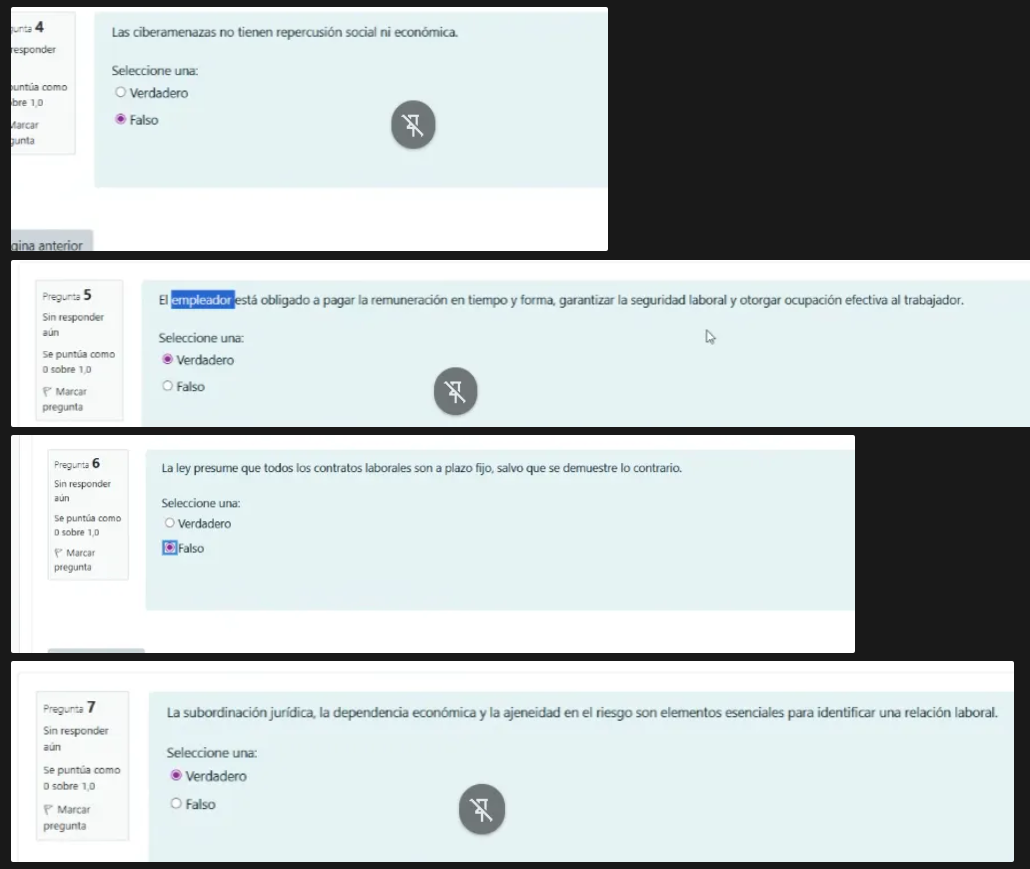 gunta 4
responder
puntúa como
obre 1,0
Marcar
gunta
Las ciberamenazas no tienen repercusión social ni económica.
Seleccione una:
Verdadero
Falso
gina anterior
Pregunta 5
Sin responder
aún
Se puntúa como
0 sobre 1,0
Marcar
pregunta
El empleador está obligado a pagar la remuneración en tiempo y forma, garantizar la seguridad laboral y otorgar ocupación efectiva al trabajador.
Seleccione una:
Verdadero
Falso
Pregunta 6
Sin responder
aún
Se puntúa como
0 sobre 1,0
Marcar
pregunta
La ley presume que todos los contratos laborales son a plazo fijo, salvo que se demuestre lo contrario.
Seleccione una:
Verdadero
Falso
Pregunta 7
Sin responder
aún
Se puntúa como
0 sobre 1,0
Marcar
pregunta
La subordinación jurídica, la dependencia económica y la ajeneidad en el riesgo son elementos esenciales para identificar una relación laboral.
Seleccione una:
Verdadero
Falso